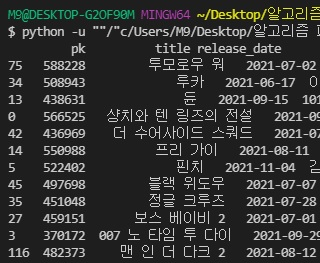 M9@DESKTOP-G2OF90M MINGW64 ~/Desktop/알고리즘
$ python -u ""/"c/Users/M9/Desktop/알고리즘
pk title release_date
75 588228 투모로우 워 2021-07-02
34 508943 루카 2021-06-17 이
13 438631 듄 2021-09-15 101
0 566525 샹치와 텐 링즈의 전설 2021-09
42 436969 더 수어사이드 스쿼드 2021-07
14 550988 프리 가이 2021-08-11
5 522402 핀치 2021-11-04
45 497698 블랙 위도우 2021-07-07
35 451048 정글 크루즈 2021-07-28
27 459151 보스 베이비 2 2021-07-01
3 370172 007 노 타임 투 다이 2021-09-29
116 482373 맨 인 더 다크 2 2021-08-12